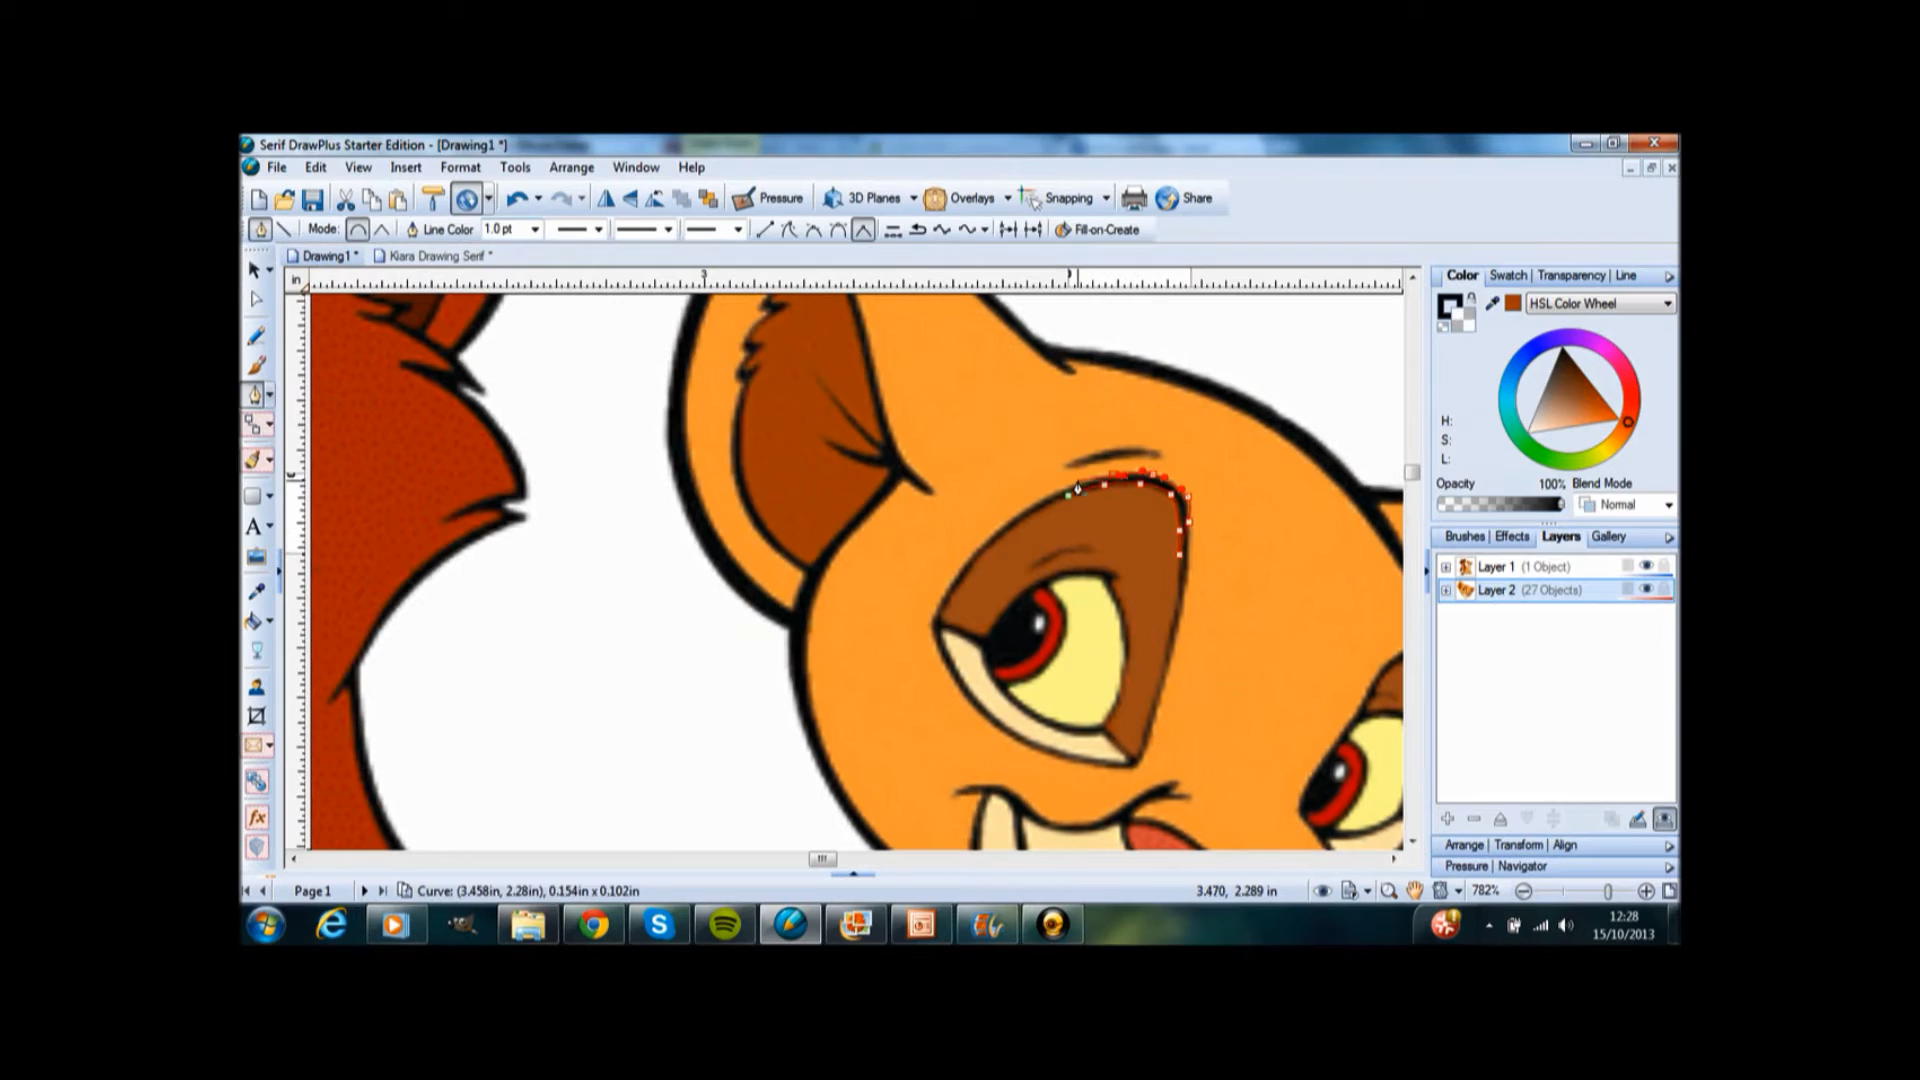 Serif DrawPlus Starter Edition - [Drawing1 *]
File Edit View Insert Format Tools Arrange Window Help
Pressure 3D Planes Overlays Snapping Share
Mode: Line Color 1.0 pt Fill-on-Create
Drawing1 * Kiara Drawing Serif *
in 3
Color Swatch Transparency Line
HSL Color Wheel
H:
S:
L:
Opacity 100% Blend Mode
Normal
Brushes Effects Layers Gallery
Layer 1 (1 Object)
Layer 2 (27 Objects)
Arrange Transform Align
Pressure Navigator
Page1 Curve: (3.458in, 2.28in), 0.154in x 0.102in 3.470, 2.289 in 782%
12:28
15/10/2013